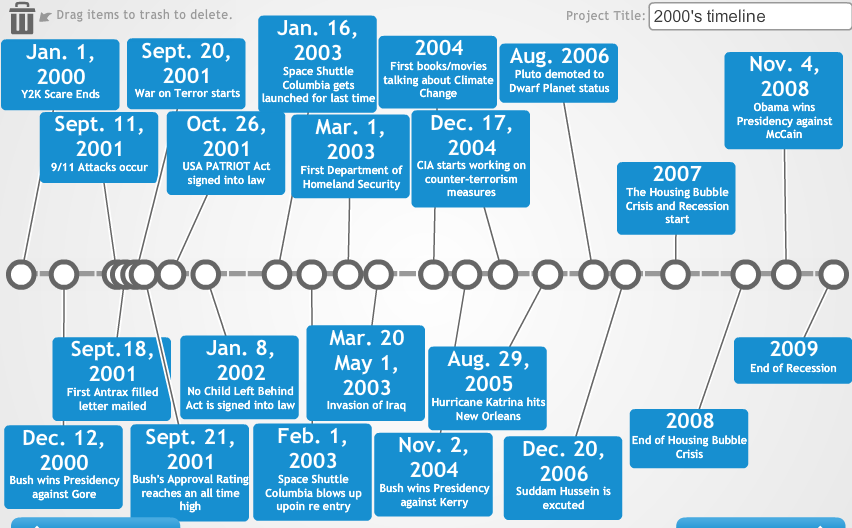 Drag items to trash to delete.
Project Title: 2000's timeline
Jan. 1,
2000
Y2K Scare Ends
Sept. 20,
2001
War on Terror starts
Jan. 16,
2003
Space Shuttle
Columbia gets
launched for last time
2004
First books/movies
talking about Climate
Change
Aug. 2006
Pluto demoted to
Dwarf Planet status
Nov. 4,
2008
Obama wins
Presidency against
McCain
Sept. 11,
2001
9/11 Attacks occur
Oct. 26,
2001
USA PATRIOT Act
signed into law
Mar. 1,
2003
First Department of
Homeland Security
Dec. 17,
2004
CIA starts working on
counter-terrorism
measures
2007
The Housing Bubble
Crisis and Recession
start
Sept.18,
2001
First Antrax filled
letter mailed
Jan. 8,
2002
No Child Left Behind
Act is signed into law
Mar. 20
May 1,
2003
Invasion of Iraq
Aug. 29,
2005
Hurricane Katrina hits
New Orleans
2009
End of Recession
Dec. 12,
2000
Bush wins Presidency
against Gore
Sept. 21,
2001
Bush's Approval Rating
reaches an all time
high
Feb. 1,
2003
Space Shuttle
Columbia blows up
upoin re entry
Nov. 2,
2004
Bush wins Presidency
against Kerry
Dec. 20,
2006
Suddam Hussein is
excuted
2008
End of Housing Bubble
Crisis